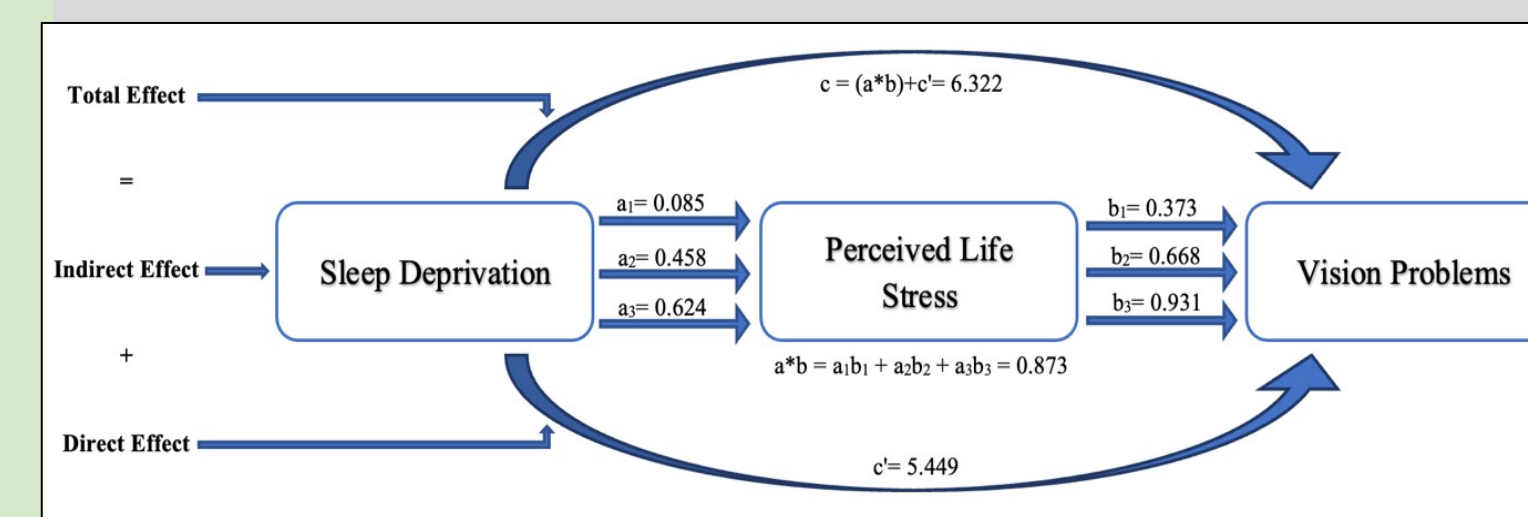 Total Effect
c = (a*b)+c'= 6.322
=
a₁= 0.085
b₁= 0.373
Indirect Effect
Sleep Deprivation
a₂= 0.458
Perceived Life
Stress
b₂= 0.668
Vision Problems
a₃= 0.624
b₃= 0.931
+
a*b = a₁b₁ + a₂b₂ + a₃b₃ = 0.873
Direct Effect
c'= 5.449